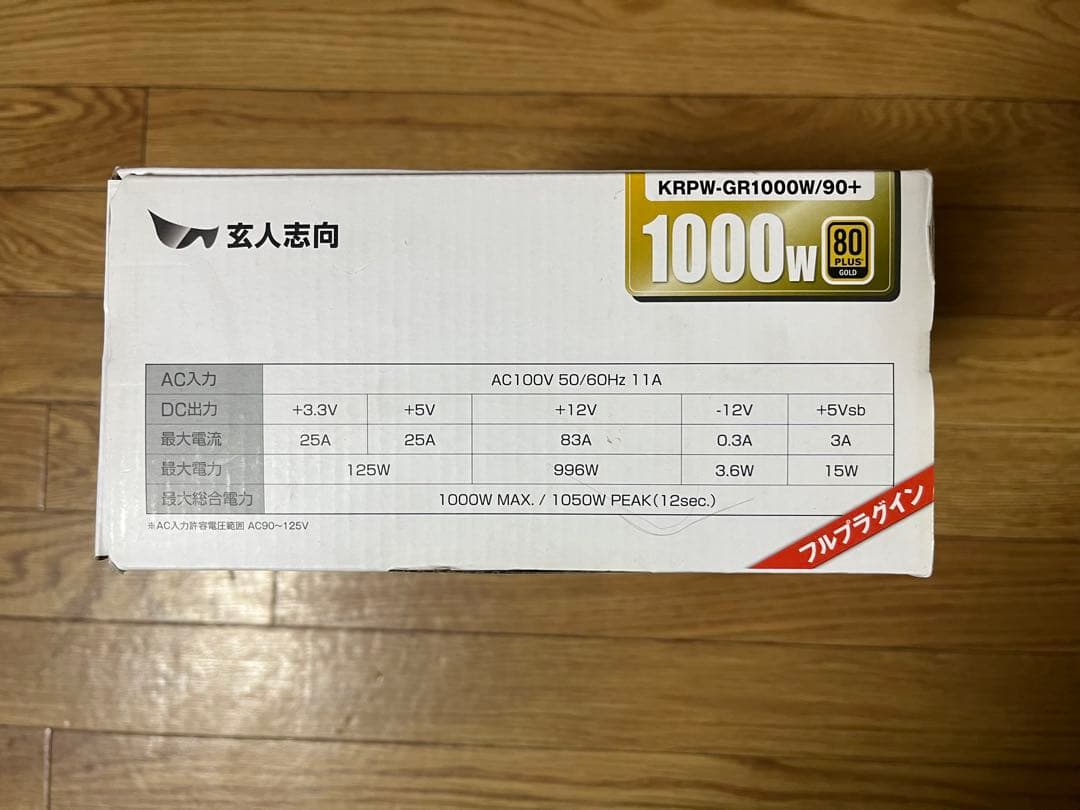 玄人志向
KRPW-GR1000W/90+
1000W
80
PLUS
GOLD
AC入力 AC100V 50/60Hz 11A
DC出力 +3.3V +5V +12V -12V +5Vsb
最大電流 25A 25A 83A 0.3A 3A
最大電力 125W 996W 3.6W 15W
最大総合電力 1000W MAX. / 1050W PEAK(12sec.)
※AC入力許容電圧範囲 AC90～125V
フルプラグイン